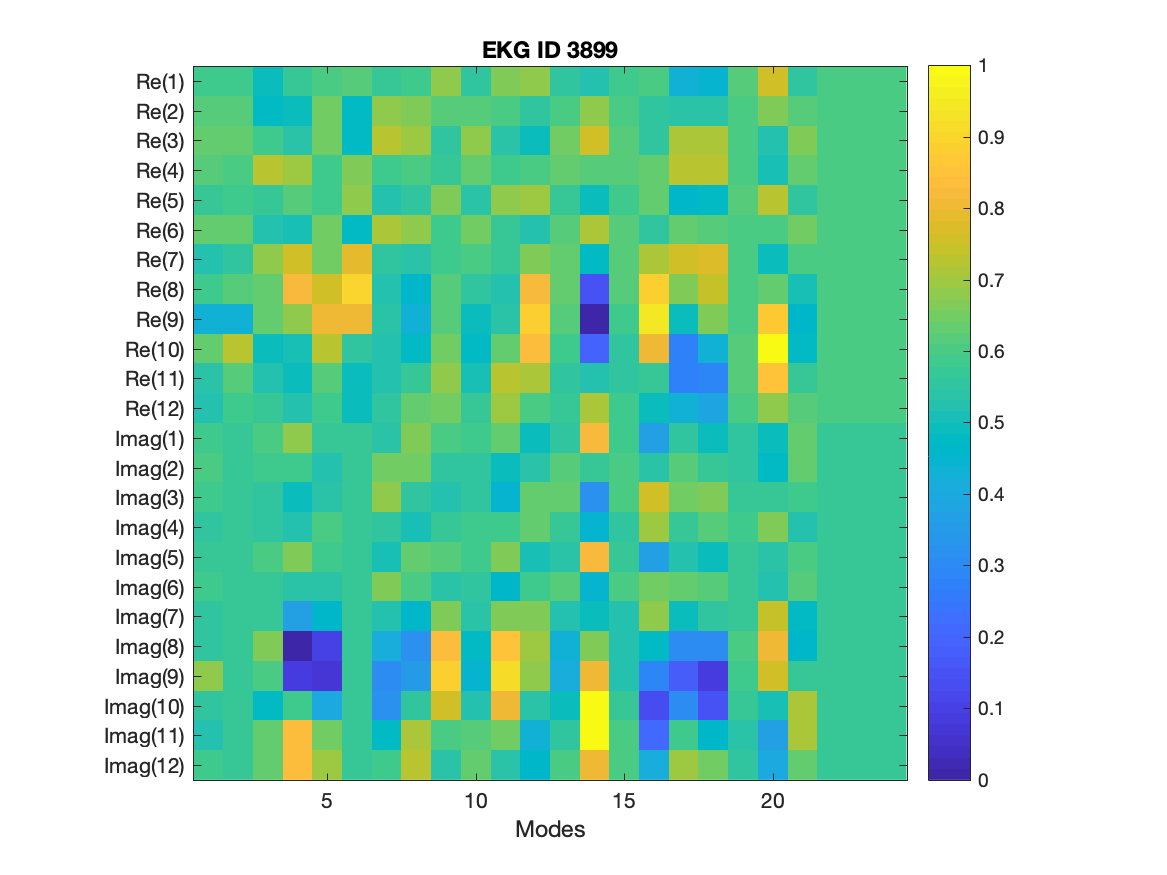 EKG ID 3899
Re(1)
Re(2)
Re(3)
Re(4)
Re(5)
Re(6)
Re(7)
Re(8)
Re(9)
Re(10)
Re(11)
Re(12)
Imag(1)
Imag(2)
Imag(3)
Imag(4)
Imag(5)
Imag(6)
Imag(7)
Imag(8)
Imag(9)
Imag(10)
Imag(11)
Imag(12)
5 10 15 20
Modes
1
0.9
0.8
0.7
0.6
0.5
0.4
0.3
0.2
0.1
0